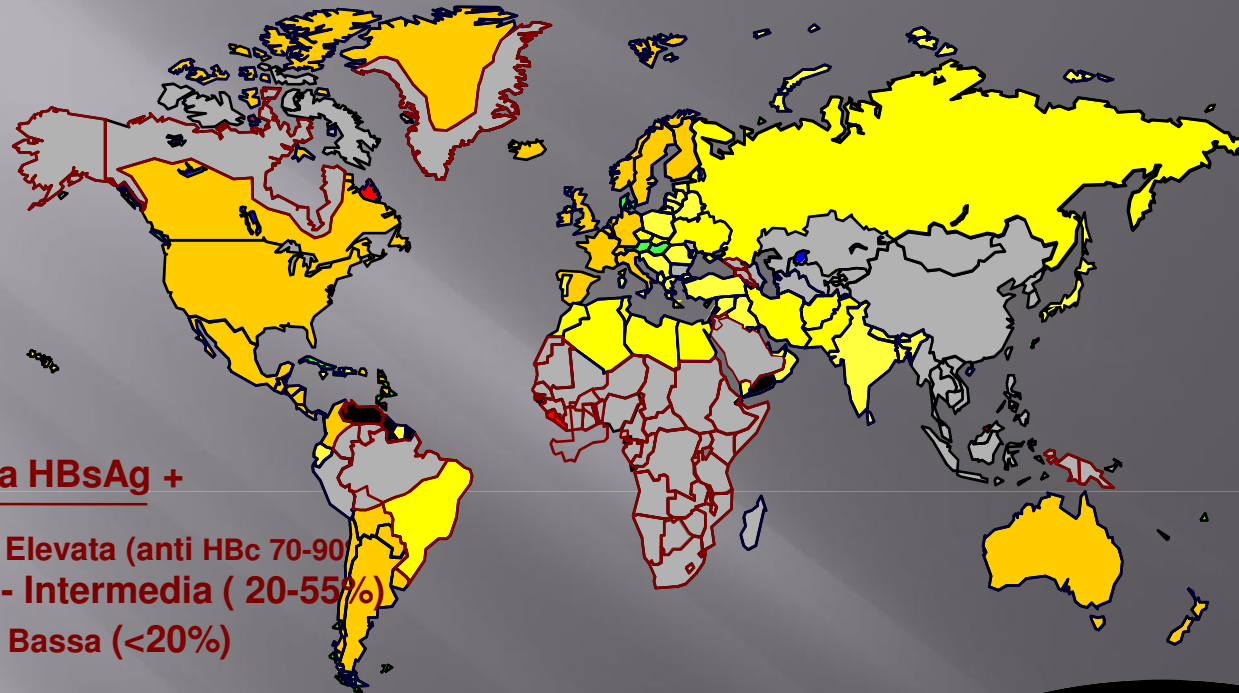 a HBsAg +
Elevata (anti HBc 70-90
- Intermedia ( 20-55%)
Bassa (<20%)